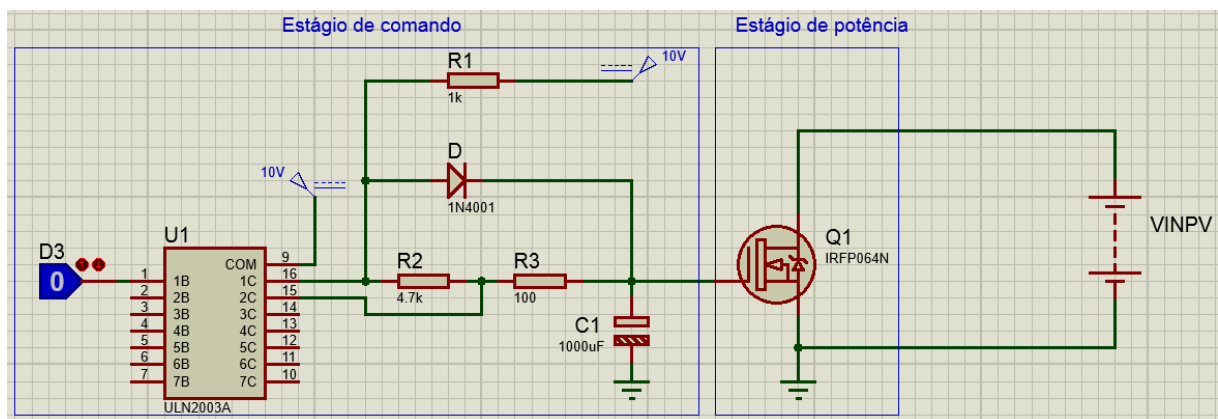 Estágio de comando
Estágio de potência
R1
1k
10V
D
1N4001
10V
D3
0
U1
ULN2003A
1 1B
2 2B
3 3B
4 4B
5 5B
6 6B
7 7B
COM 9
1C 16
2C 15
3C 14
4C 13
5C 12
6C 11
7C 10
R2
4.7k
R3
100
C1
1000uF
Q1
IRFP064N
VINPV